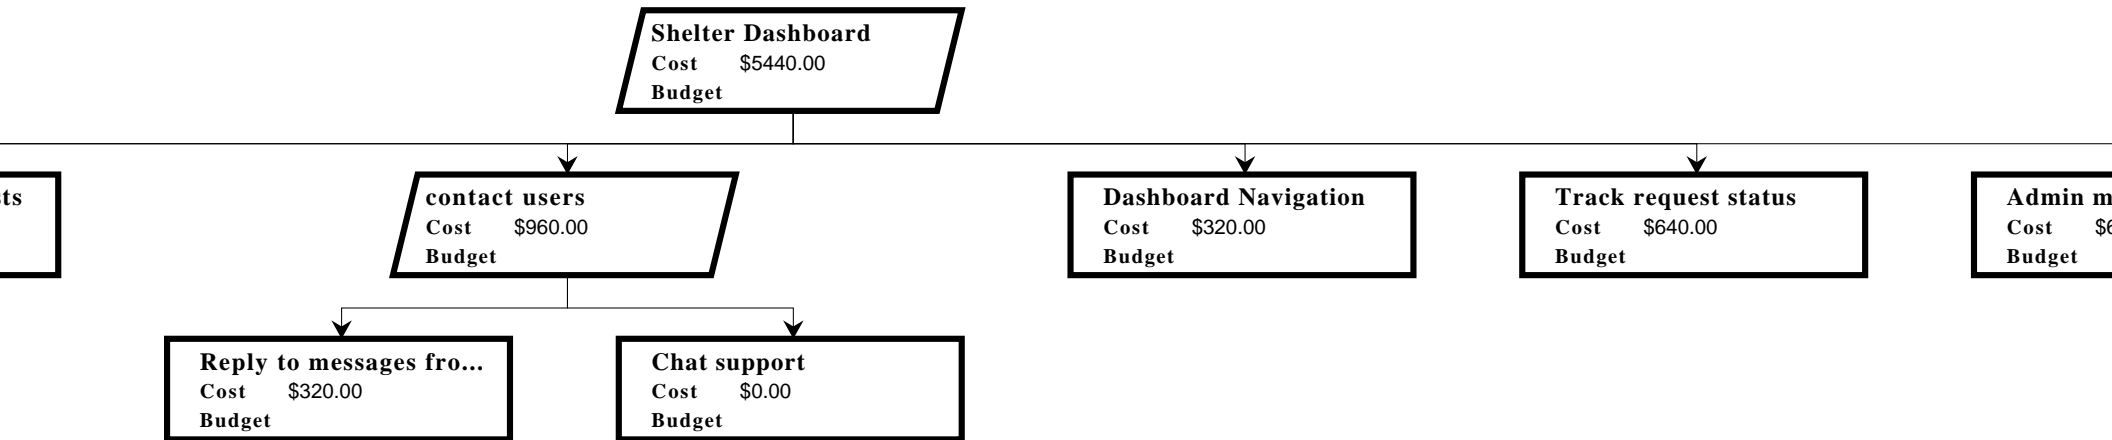 Shelter Dashboard
Cost $5440.00
Budget
contact users
Cost $960.00
Budget
Dashboard Navigation
Cost $320.00
Budget
Track request status
Cost $640.00
Budget
Admin
Cost
Budget
Reply to messages fro...
Cost $320.00
Budget
Chat support
Cost $0.00
Budget